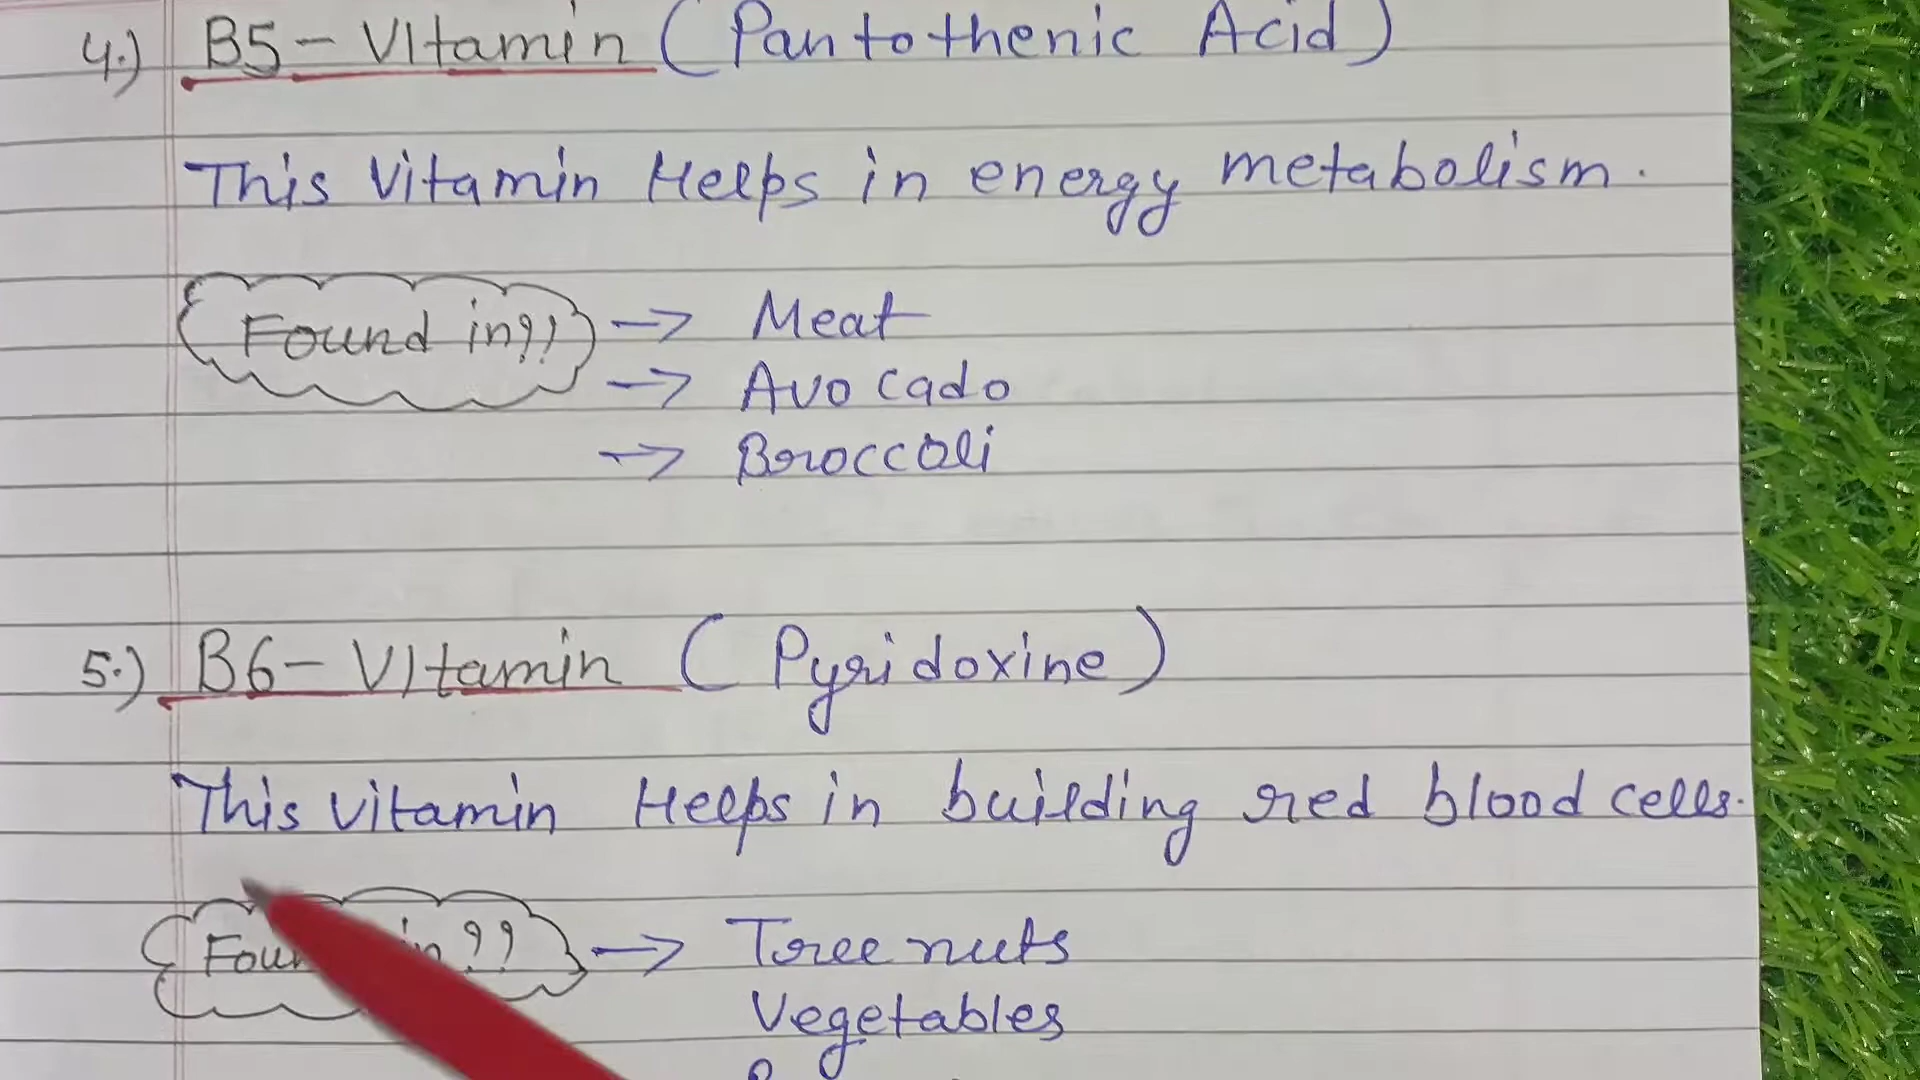 4.) B5 - Vitamin (Pantothenic Acid)
This Vitamin Helps in energy metabolism.
Found in?? → Meat
→ Avocado
→ Broccoli
5.) B6 - Vitamin (Pyridoxine)
This vitamin Helps in building red blood cells.
in ?? → Tree nuts
Vegetables